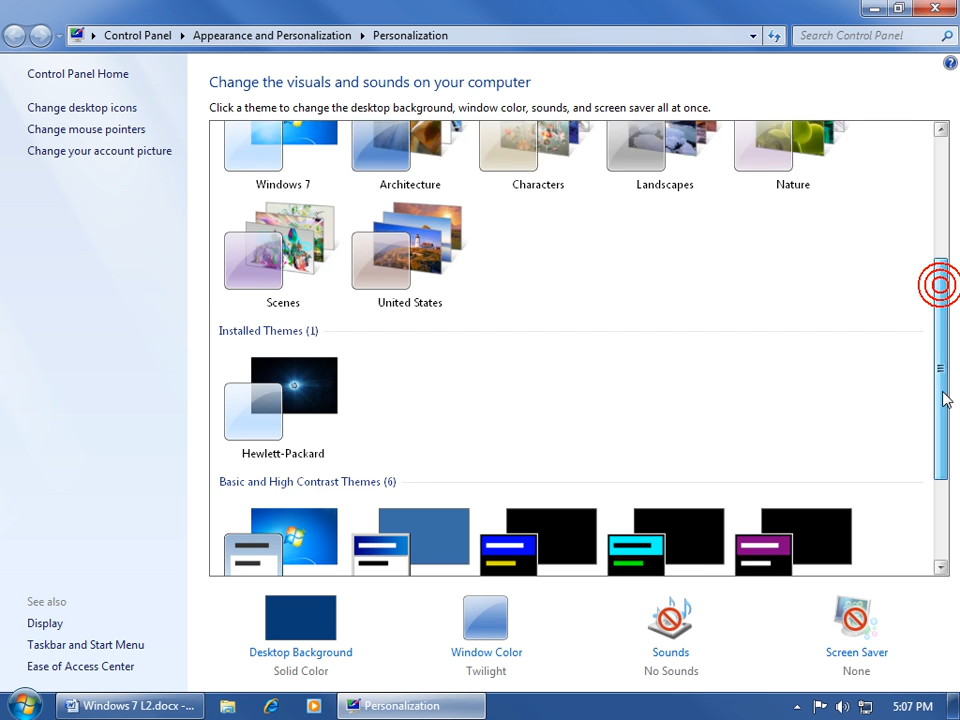 Control Panel Appearance and Personalization Personalization Search Control Panel
Control Panel Home
Change desktop icons
Change mouse pointers
Change your account picture
Change the visuals and sounds on your computer
Click a theme to change the desktop background, window color, sounds, and screen saver all at once.
Windows 7 Architecture Characters Landscapes Nature
Scenes United States
Installed Themes (1)
Hewlett-Packard
Basic and High Contrast Themes (6)
See also
Display
Taskbar and Start Menu
Ease of Access Center
Desktop Background Window Color Sounds Screen Saver
Solid Color Twilight No Sounds None
Windows 7 L2.docx -... Personalization 5:07 PM